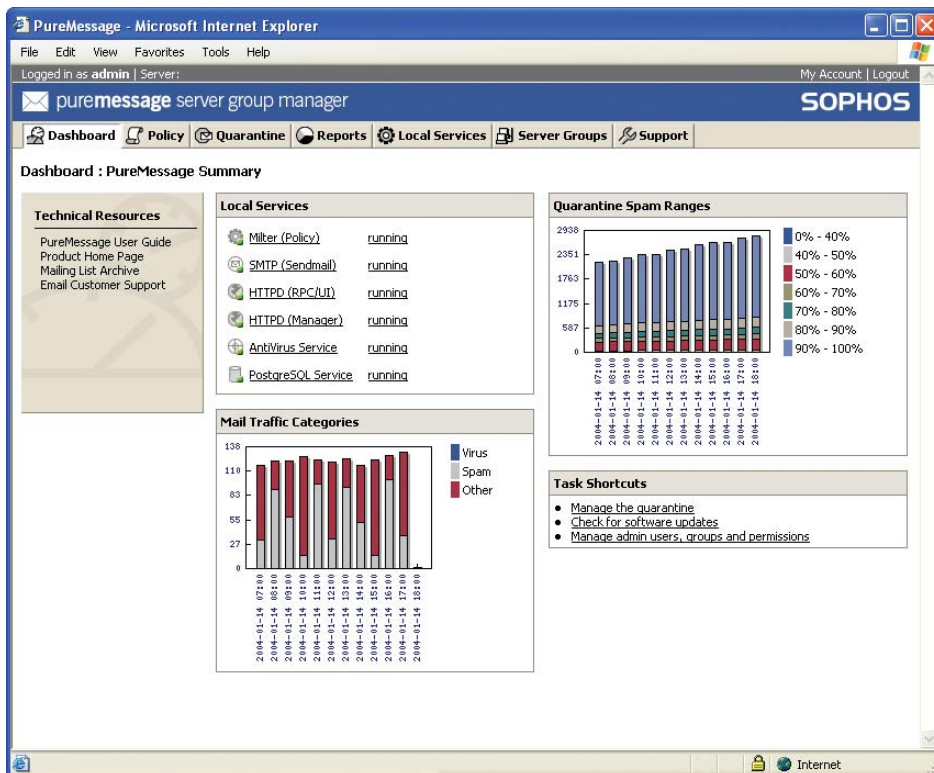 PureMessage - Microsoft Internet Explorer
File Edit View Favorites Tools Help
Logged in as admin | Server:
My Account | Logout
puremessage server group manager
SOPHOS
Dashboard Policy Quarantine Reports Local Services Server Groups Support
Dashboard : PureMessage Summary
Technical Resources
PureMessage User Guide
Product Home Page
Mailing List Archive
Email Customer Support
Local Services
Milter (Policy) running
SMTP (Sendmail) running
HTTPD (RPC/UI) running
HTTPD (Manager) running
AntiVirus Service running
PostgreSQL Service running
Mail Traffic Categories
138
110
83
55
27
0
2004-01-14 07:00
2004-01-14 08:00
2004-01-14 09:00
2004-01-14 10:00
2004-01-14 11:00
2004-01-14 12:00
2004-01-14 13:00
2004-01-14 14:00
2004-01-14 15:00
2004-01-14 16:00
2004-01-14 17:00
2004-01-14 18:00
Virus
Spam
Other
Quarantine Spam Ranges
2938
2351
1763
1175
587
0
2004-01-14 07:00
2004-01-14 08:00
2004-01-14 09:00
2004-01-14 10:00
2004-01-14 11:00
2004-01-14 12:00
2004-01-14 13:00
2004-01-14 14:00
2004-01-14 15:00
2004-01-14 16:00
2004-01-14 17:00
2004-01-14 18:00
0% - 40%
40% - 50%
50% - 60%
60% - 70%
70% - 80%
80% - 90%
90% - 100%
Task Shortcuts
Manage the quarantine
Check for software updates
Manage admin users, groups and permissions
Internet